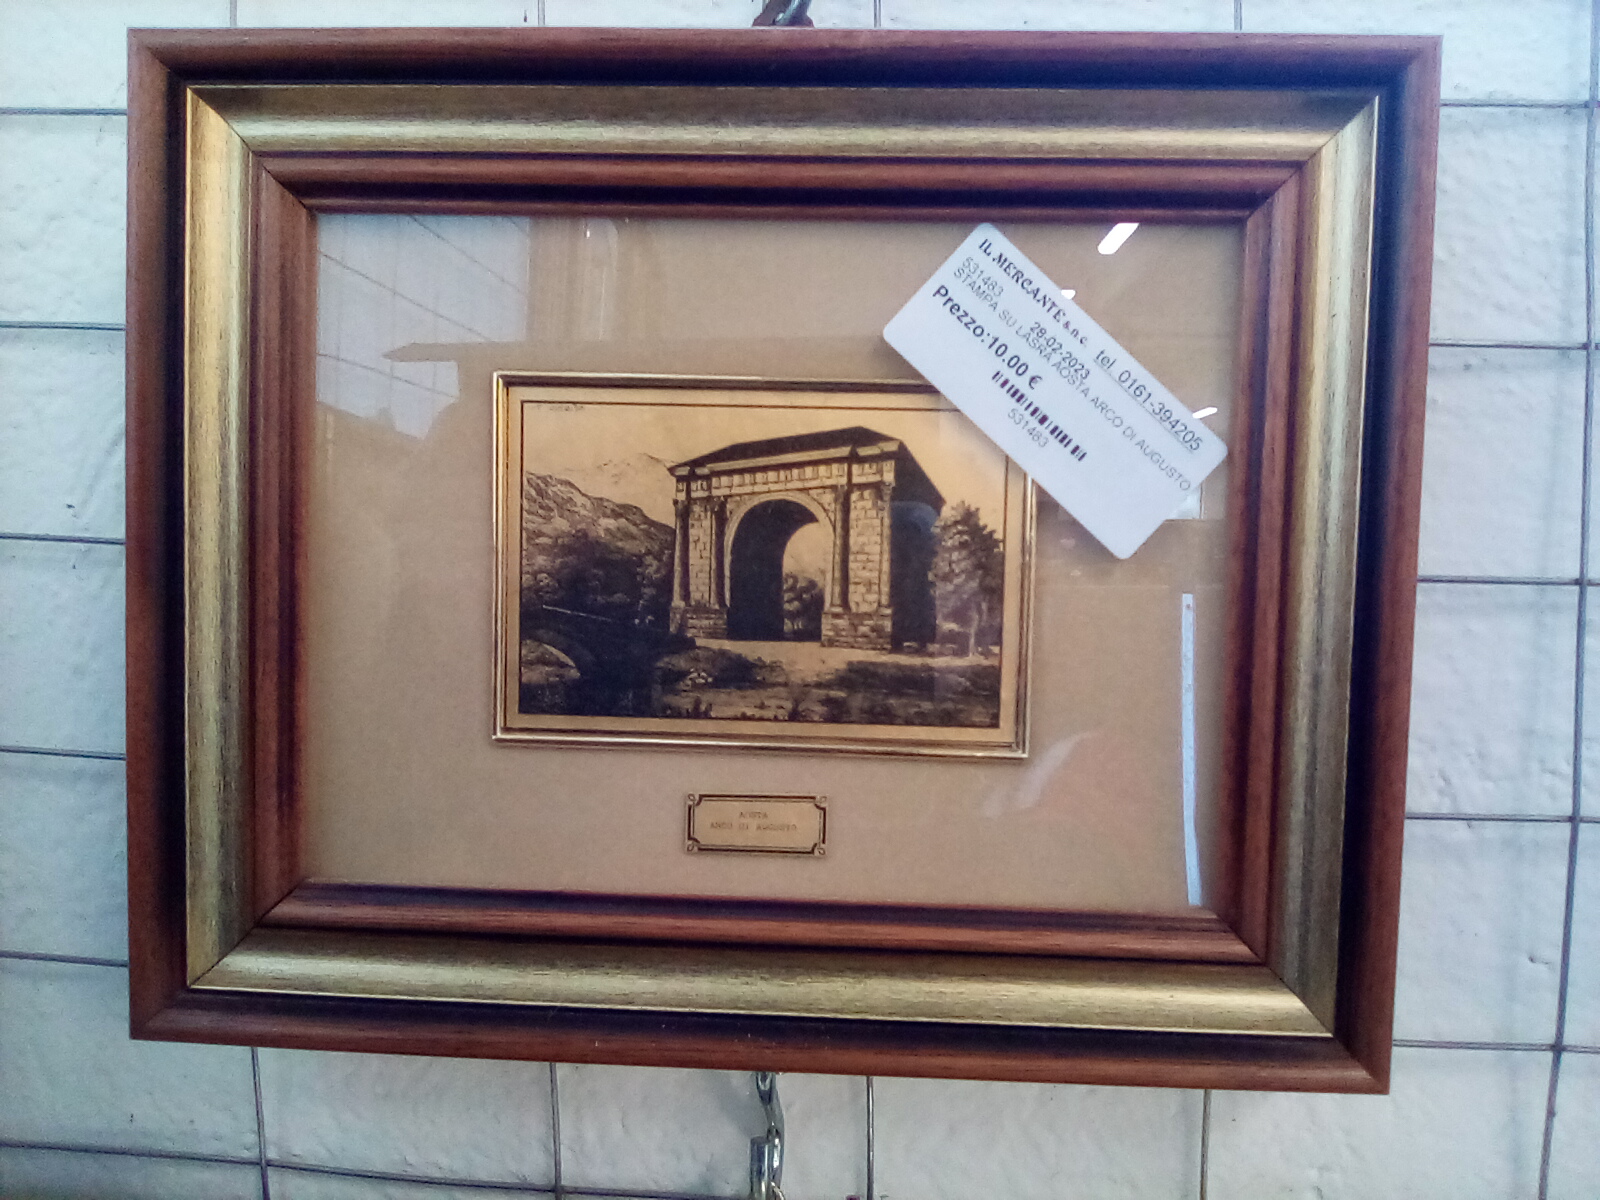 IL MERCANTE s.n.c. tel. 0161-394205
531483 28-02-2023
STAMPA SU LASRA AOSTA ARCO DI AUGUSTO
Prezzo:10.00 €
531483
AOSTA
ARCO DI AUGUSTO